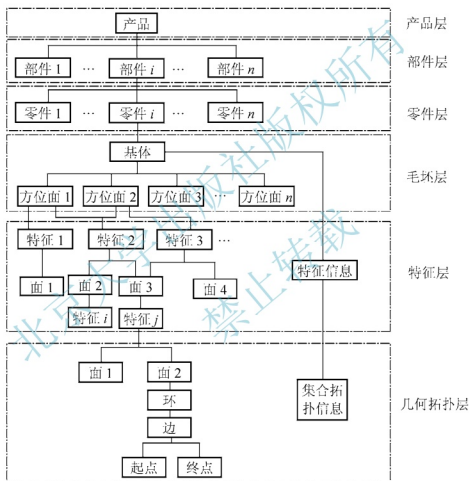 产品
产品层
部件 1 … 部件 i … 部件 n
部件层
零件 1 … 零件 i … 零件 n
零件层
基体
毛坯层
方位面 1 方位面 2 方位面 3 … 方位面 n
特征 1 特征 2 特征 3 …
特征信息
特征层
面 1 面 2 面 3 面 4
特征 i 特征 j
面 1 面 2
环
集合拓
扑信息
几何拓扑层
边
起点 终点
北京大学出版社版权所有
禁止转载